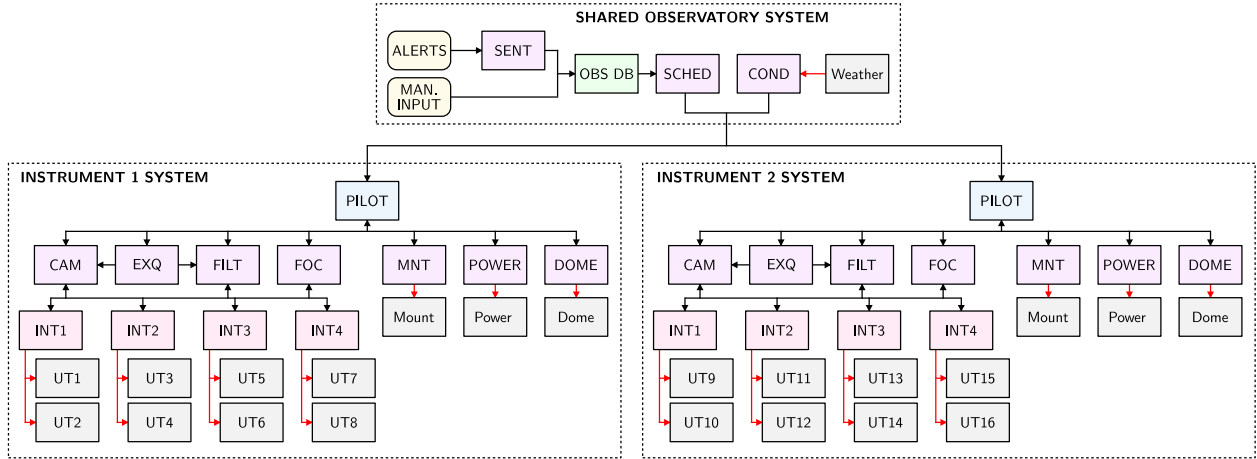 SHARED OBSERVATORY SYSTEM
ALERTS
SENT
MAN.
INPUT
OBS DB
SCHED
COND
Weather
INSTRUMENT 1 SYSTEM
PILOT
CAM
EXQ
FILT
FOC
MNT
POWER
DOME
Mount
Power
Dome
INT1
INT2
INT3
INT4
UT1
UT3
UT5
UT7
UT2
UT4
UT6
UT8
INSTRUMENT 2 SYSTEM
PILOT
CAM
EXQ
FILT
FOC
MNT
POWER
DOME
Mount
Power
Dome
INT1
INT2
INT3
INT4
UT9
UT11
UT13
UT15
UT10
UT12
UT14
UT16